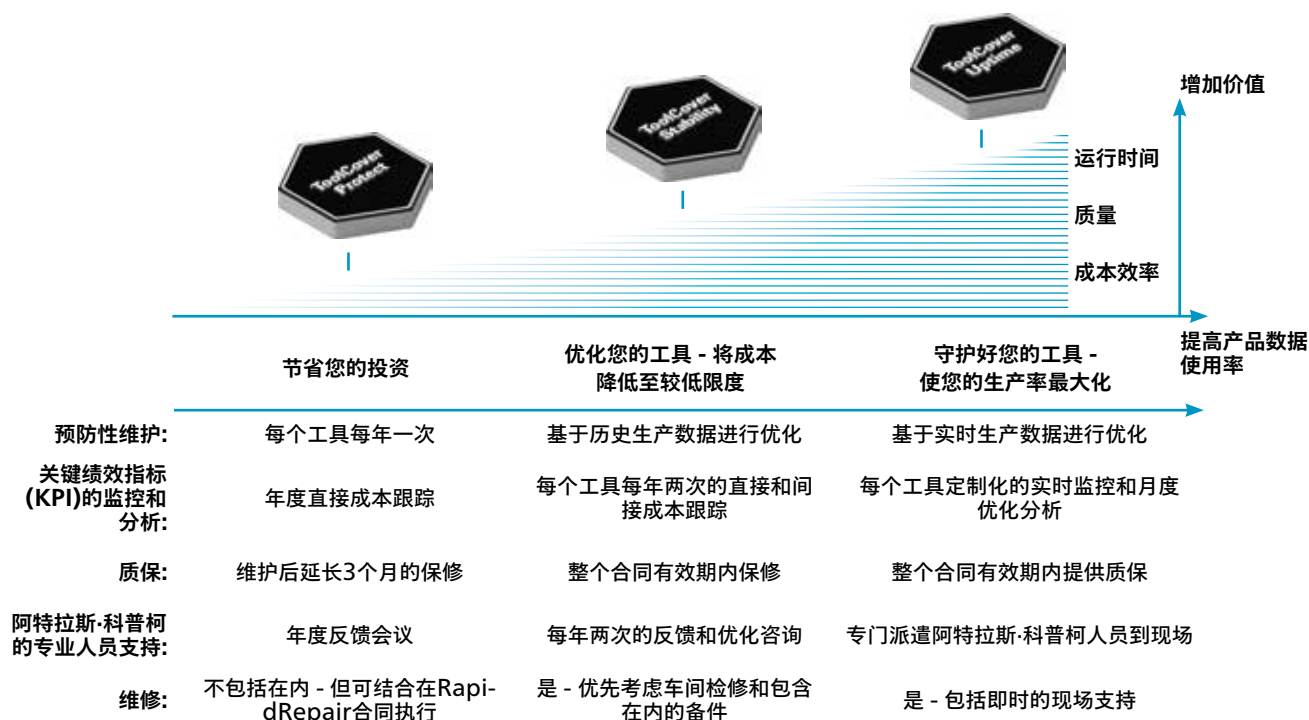 ToolCover
Uptime
ToolCover
Stability
ToolCover
Protect
增加价值
运行时间
质量
成本效率
提高产品数据
使用率
节省您的投资
优化您的工具 - 将成本
降低至较低限度
守护好您的工具 -
使您的生产率最大化
预防性维护:
每个工具每年一次
基于历史生产数据进行优化
基于实时生产数据进行优化
关键绩效指标
(KPI)的监控和
分析:
年度直接成本跟踪
每个工具每年两次的直接和间
接成本跟踪
每个工具定制化的实时监控和月度
优化分析
质保:
维护后延长3个月的保修
整个合同有效期内保修
整个合同有效期内提供质保
阿特拉斯·科普柯
的专业人员支持:
年度反馈会议
每年两次的反馈和优化咨询
专门派遣阿特拉斯·科普柯人员到现场
维修:
不包括在内 - 但可结合在Rapi-
dRepair合同执行
是 - 优先考虑车间检修和包含
在内的备件
是 - 包括即时的现场支持